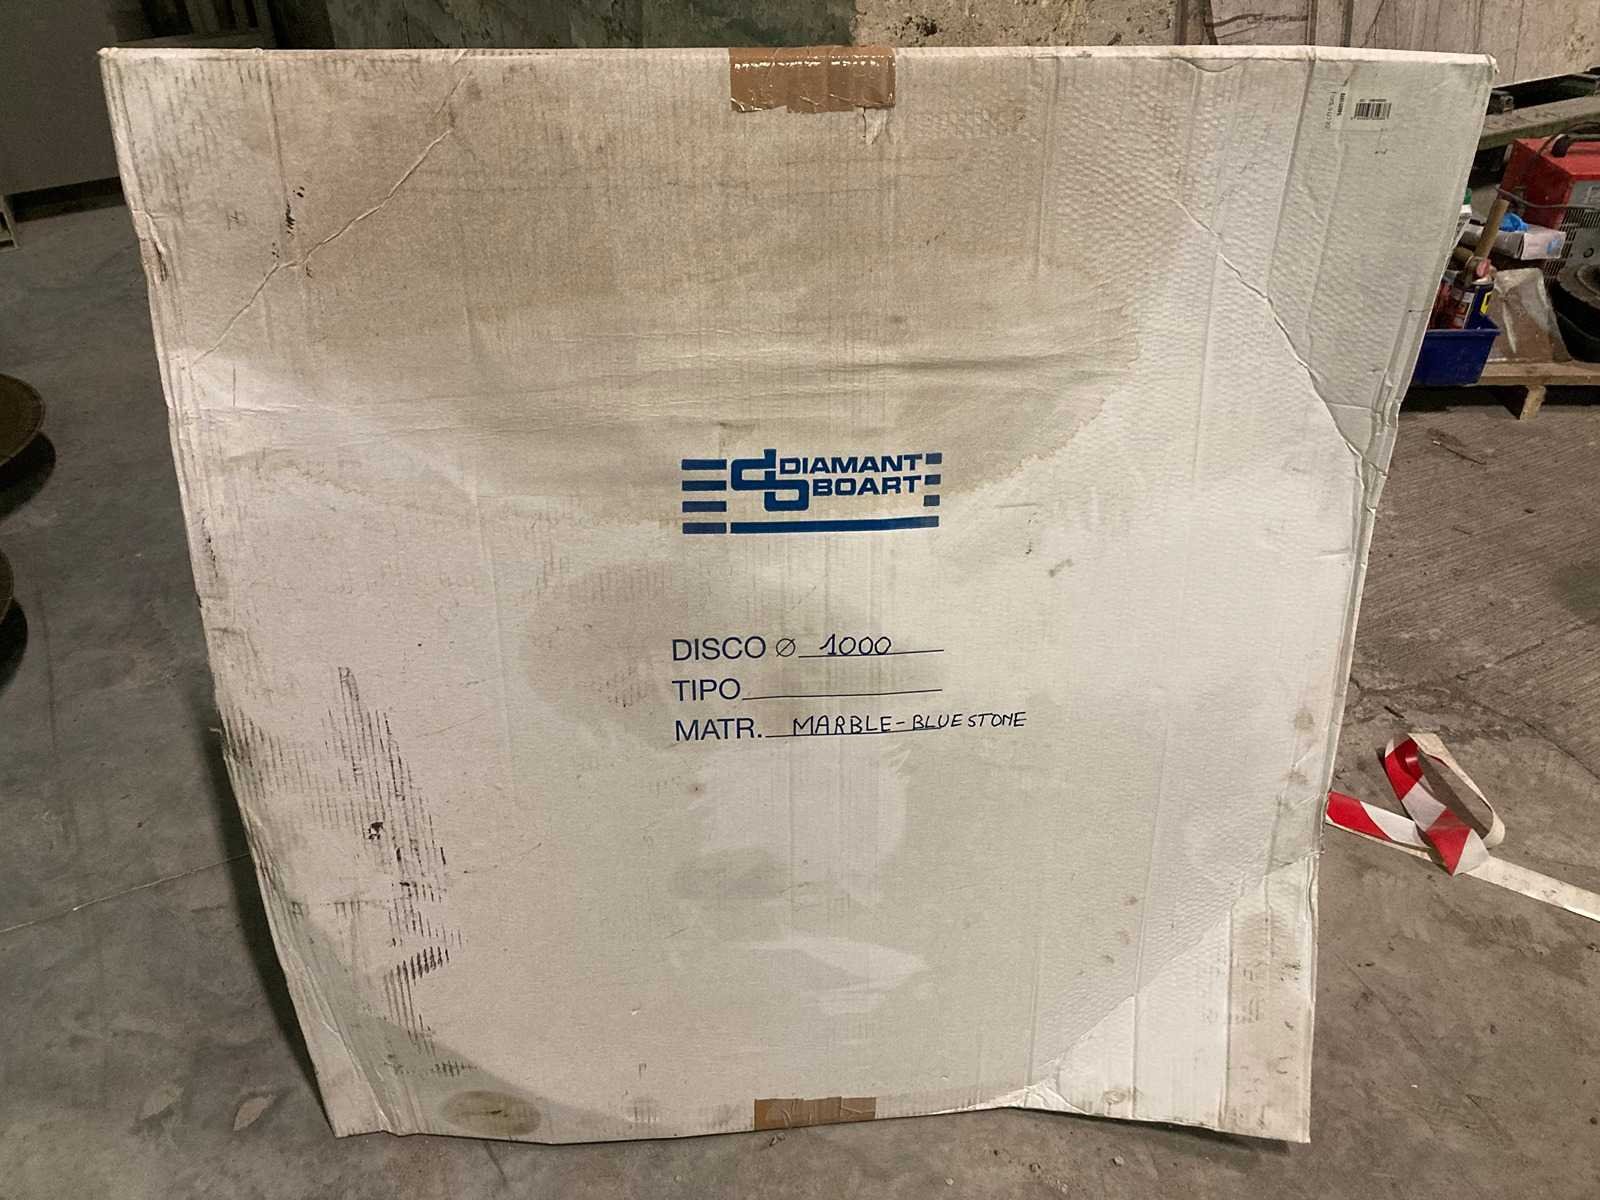 DIAMANT
BOART
DISCO Ø 1000
TIPO
MATR. MARBLE-BLUESTONE